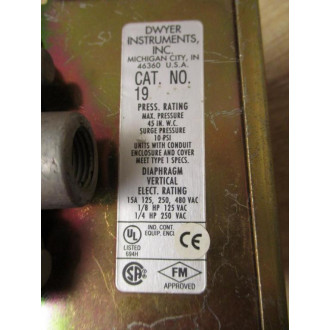 DWYER
INSTRUMENTS,
INC.
MICHIGAN CITY, IN
46360 U.S.A.
CAT. NO.
19
PRESS. RATING
MAX. PRESSURE
45 IN. W.C.
SURGE PRESSURE
10 PSI
UNITS WITH CONDUIT
ENCLOSURE AND COVER
MEET TYPE 1 SPECS.
DIAPHRAGM
VERTICAL
ELECT. RATING
15A 125, 250, 480 VAC
1/8 HP 125 VAC
1/4 HP 250 VAC
UL
LISTED
594H
IND. CONT.
EQUIP. ENCL
CE
SA
FM
APPROVED